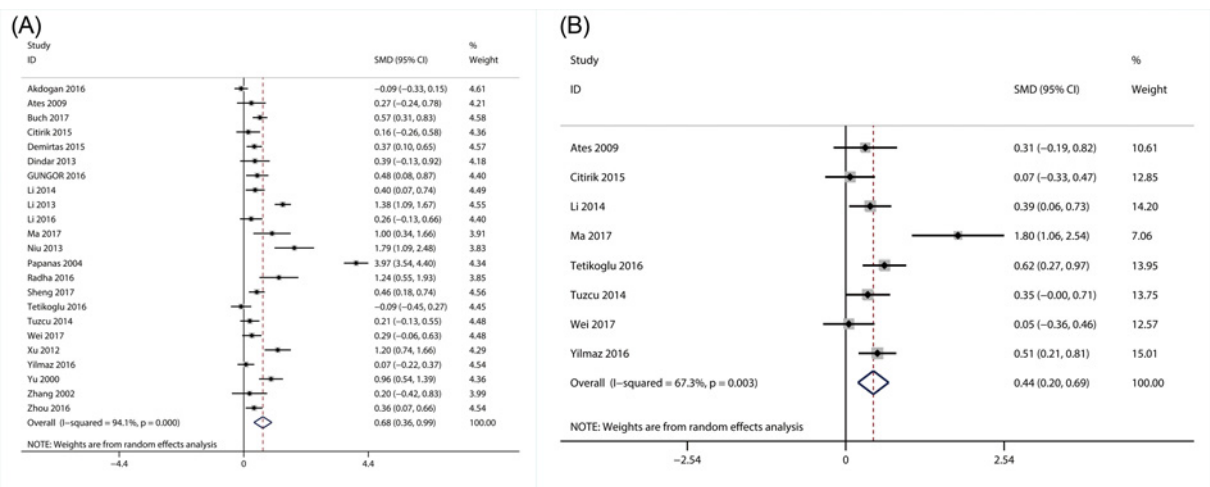 (A)
Study %
ID SMD (95% CI) Weight
Akdogan 2016 −0.09 (−0.33, 0.15) 4.61
Ates 2009 0.27 (−0.24, 0.78) 4.21
Buch 2017 0.57 (0.31, 0.83) 4.58
Citirik 2015 0.16 (−0.26, 0.58) 4.36
Demirtas 2015 0.37 (0.10, 0.65) 4.57
Dindar 2013 0.39 (−0.13, 0.92) 4.18
GUNGOR 2016 0.48 (0.08, 0.87) 4.40
Li 2014 0.40 (0.07, 0.74) 4.49
Li 2013 1.38 (1.09, 1.67) 4.55
Li 2016 0.26 (−0.13, 0.66) 4.40
Ma 2017 1.00 (0.34, 1.66) 3.91
Niu 2013 1.79 (1.09, 2.48) 3.83
Papanas 2004 3.97 (3.54, 4.40) 4.34
Radha 2016 1.24 (0.55, 1.93) 3.85
Sheng 2017 0.46 (0.18, 0.74) 4.56
Tetikoglu 2016 −0.09 (−0.45, 0.27) 4.45
Tuzcu 2014 0.21 (−0.13, 0.55) 4.48
Wei 2017 0.29 (−0.06, 0.63) 4.48
Xu 2012 1.20 (0.74, 1.66) 4.29
Yilmaz 2016 0.07 (−0.22, 0.37) 4.54
Yu 2000 0.96 (0.54, 1.39) 4.36
Zhang 2002 0.20 (−0.42, 0.83) 3.99
Zhou 2016 0.36 (0.07, 0.66) 4.54
Overall (I−squared = 94.1%, p = 0.000) 0.68 (0.36, 0.99) 100.00
NOTE: Weights are from random effects analysis
−4.4 0 4.4
(B)
Study %
ID SMD (95% CI) Weight
Ates 2009 0.31 (−0.19, 0.82) 10.61
Citirik 2015 0.07 (−0.33, 0.47) 12.85
Li 2014 0.39 (0.06, 0.73) 14.20
Ma 2017 1.80 (1.06, 2.54) 7.06
Tetikoglu 2016 0.62 (0.27, 0.97) 13.95
Tuzcu 2014 0.35 (−0.00, 0.71) 13.75
Wei 2017 0.05 (−0.36, 0.46) 12.57
Yilmaz 2016 0.51 (0.21, 0.81) 15.01
Overall (I−squared = 67.3%, p = 0.003) 0.44 (0.20, 0.69) 100.00
NOTE: Weights are from random effects analysis
−2.54 0 2.54